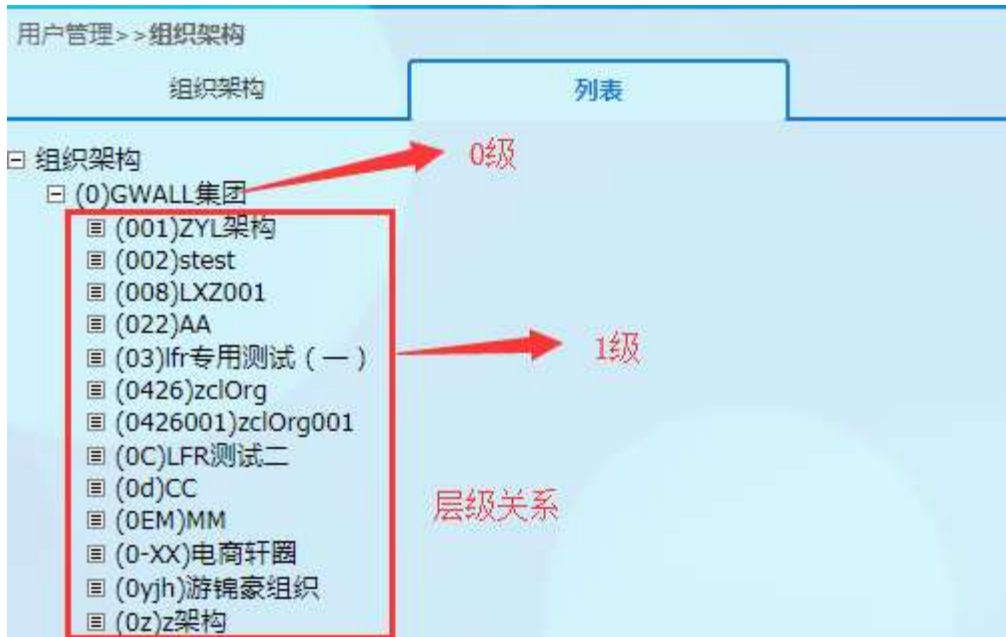 用户管理>>组织架构
组织架构 列表
组织架构 0级
(0)GWALL集团
(001)ZYL架构
(002)stest
(008)LXZ001
(022)AA
(03)lfr专用测试（一） 1级
(0426)zclOrg
(0426001)zclOrg001
(0C)LFR测试二
(0d)CC 层级关系
(0EM)MM
(0-XX)电商轩圈
(0yjh)游锦豪组织
(0z)z架构